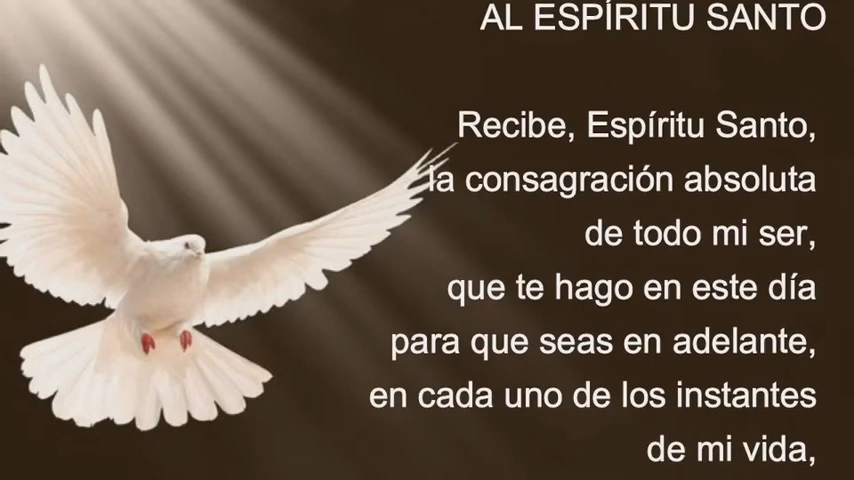 AL ESPÍRITU SANTO
Recibe, Espíritu Santo,
la consagración absoluta
de todo mi ser,
que te hago en este día
para que seas en adelante,
en cada uno de los instantes
de mi vida,